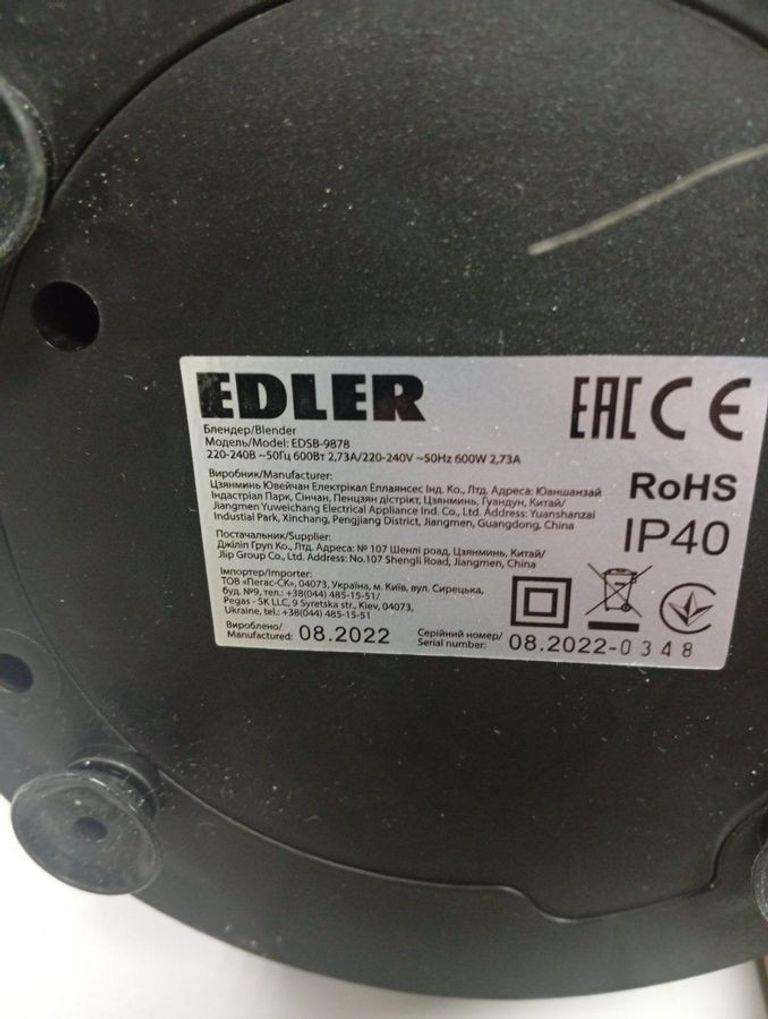 EDLER
EAC CE
Блендер/Blender
Модель/Model: EDSB-9878
220-240В ~50Гц 600Вт 2,73А/220-240V ~50Hz 600W 2,73A
Виробник/Manufacturer:
Цзянминь Ювейчан Електрікал Еплаянсес Інд. Ко., Лтд. Адреса: Юаншанзай
Індастріал Парк, Сінчан, Пенцзян дістрікт, Цзянминь, Гуандун, Китай/
Jiangmen Yuweichang Electrical Appliance Ind. Co., Ltd. Address: Yuanshanzai
Industial Park, Xinchang, Pengjiang District, Jiangmen, Guangdong, China
RoHS
IP40
Постачальник/Supplier:
Джіліп Груп Ко., Лтд. Адреса: № 107 Шенлі роад, Цзянминь, Китай/
Jlip Group Co., Ltd. Address: No.107 Shengli Road, Jiangmen, China
Імпортер/Importer:
ТОВ «Пегас-СК», 04073, Україна, м. Київ, вул. Сирецька,
буд. №9, тел.: +38(044) 485-15-51/
Pegas - SK LLC, 9 Syretska str., Kiev, 04073,
Ukraine, tel.: +38(044) 485-15-51
Вироблено/
Manufactured: 08.2022
Серійний номер/
Serial number: 08.2022-0348